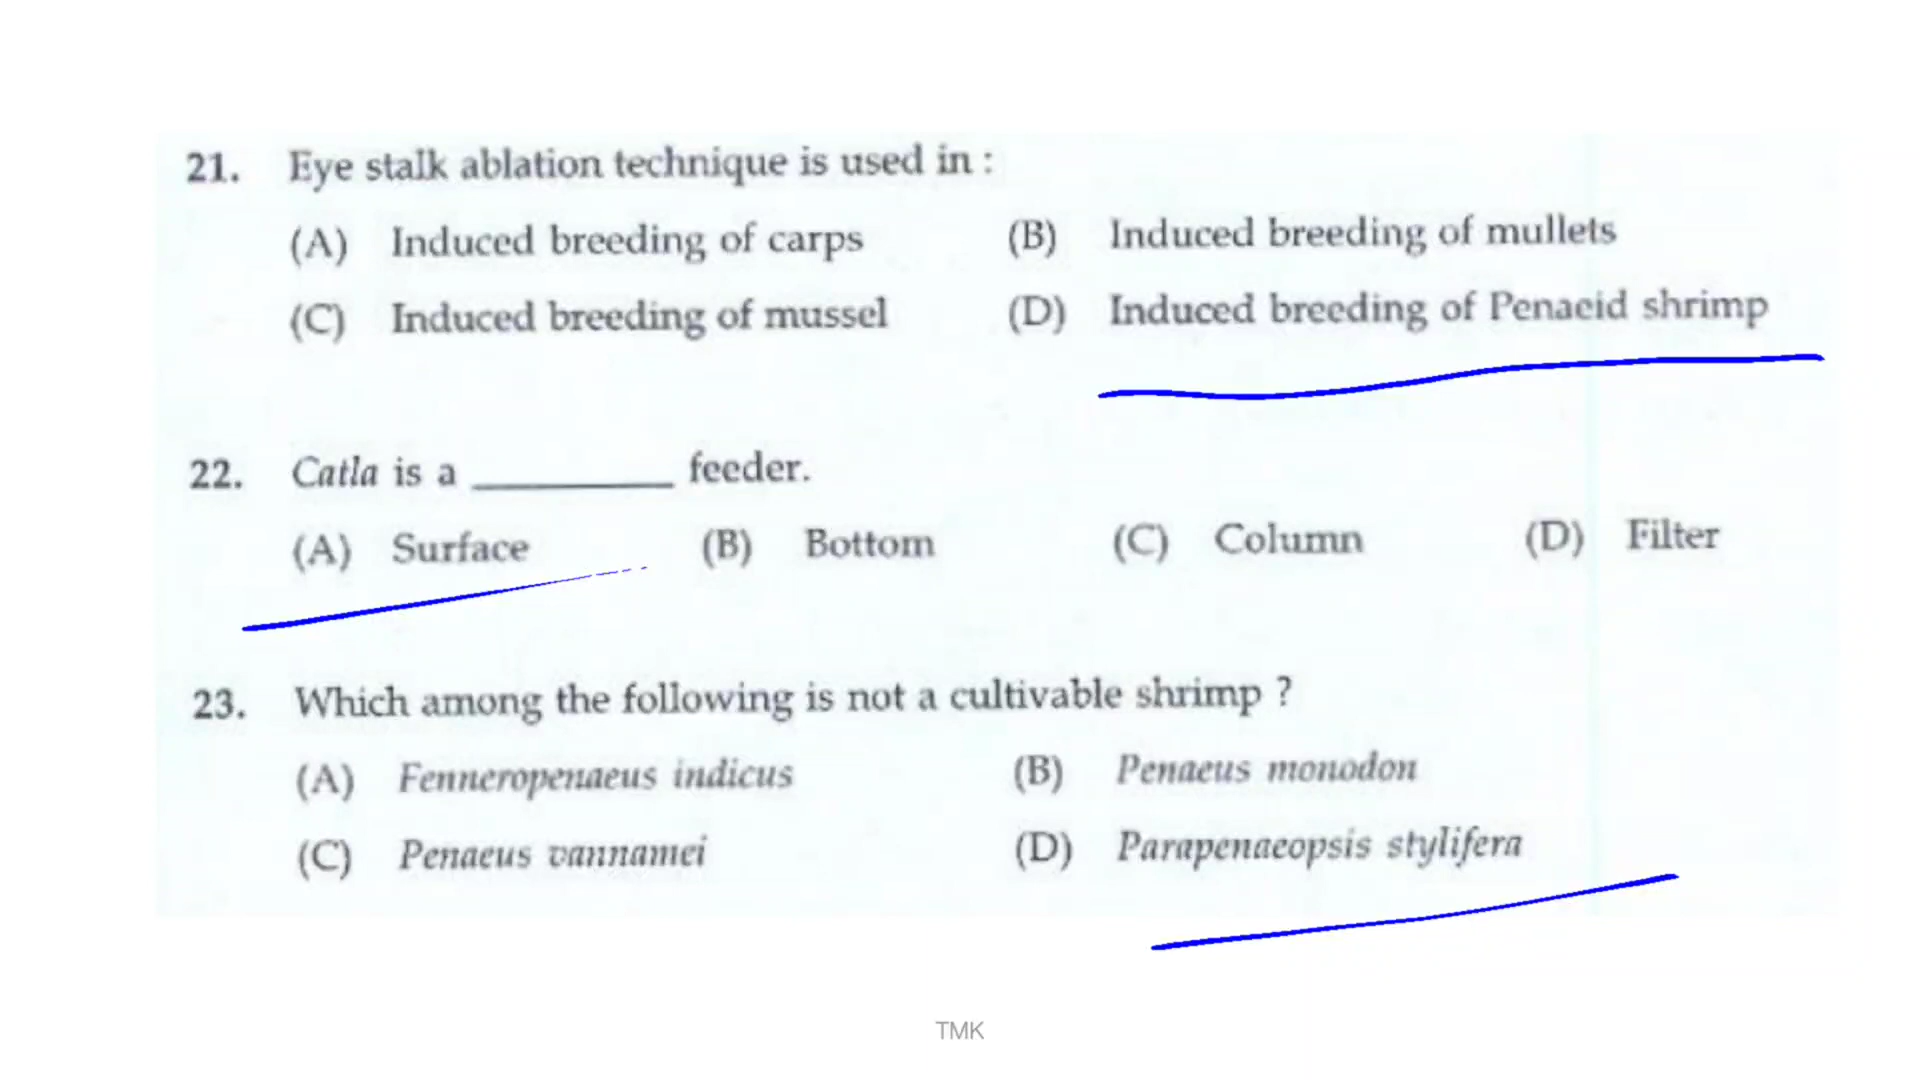 21. Eye stalk ablation technique is used in :
(A) Induced breeding of carps (B) Induced breeding of mullets
(C) Induced breeding of mussel (D) Induced breeding of Penaeid shrimp
22. Catla is a __________ feeder.
(A) Surface (B) Bottom (C) Column (D) Filter
23. Which among the following is not a cultivable shrimp ?
(A) Fenneropenaeus indicus (B) Penaeus monodon
(C) Penaeus vannamei (D) Parapenaeopsis stylifera
TMK